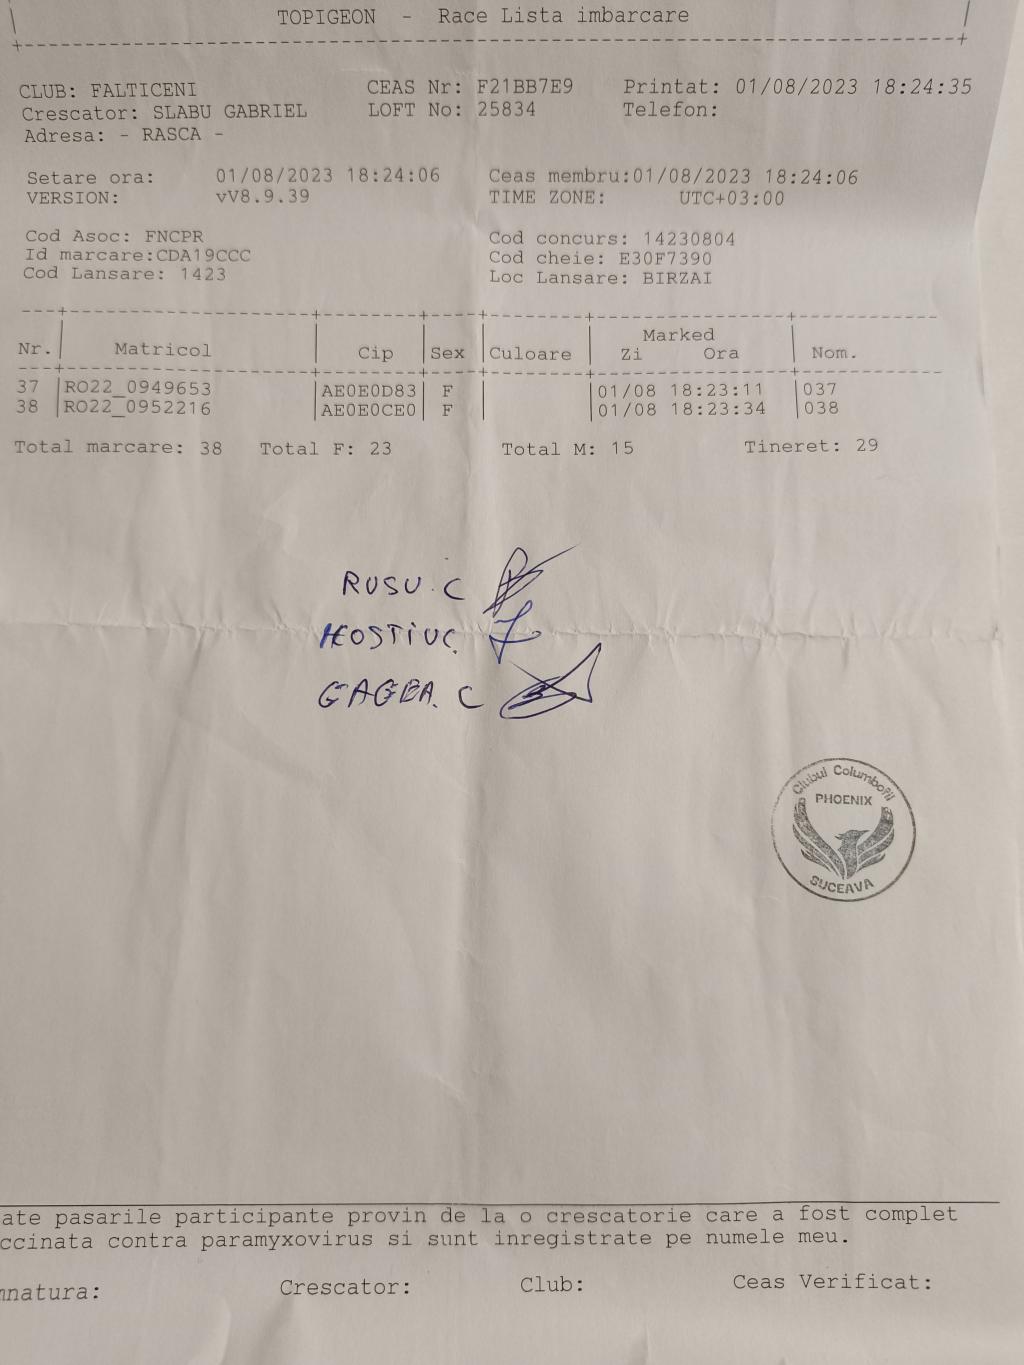 TOPIGEON - Race Lista imbarcare
CLUB: FALTICENI CEAS Nr: F21BB7E9 Printat: 01/08/2023 18:24:35
Crescator: SLABU GABRIEL LOFT No: 25834 Telefon:
Adresa: - RASCA -
Setare ora: 01/08/2023 18:24:06 Ceas membru:01/08/2023 18:24:06
VERSION: vV8.9.39 TIME ZONE: UTC+03:00
Cod Asoc: FNCPR Cod concurs: 14230804
Id marcare:CDA19CCC Cod cheie: E30F7390
Cod Lansare: 1423 Loc Lansare: BIRZAI
Marked
Nr. Matricol Cip Sex Culoare Zi Ora Nom.
37 RO22_0949653 AE0E0D83 F 01/08 18:23:11 037
38 RO22_0952216 AE0E0CE0 F 01/08 18:23:34 038
Total marcare: 38 Total F: 23 Total M: 15 Tineret: 29
RUSU. C
HOSTIUC.
GAGEA. C
Clubul Columbofil
PHOENIX
SUCEAVA
ate pasarile participante provin de la o crescatorie care a fost complet
ccinata contra paramyxovirus si sunt inregistrate pe numele meu.
mnatura: Crescator: Club: Ceas Verificat: